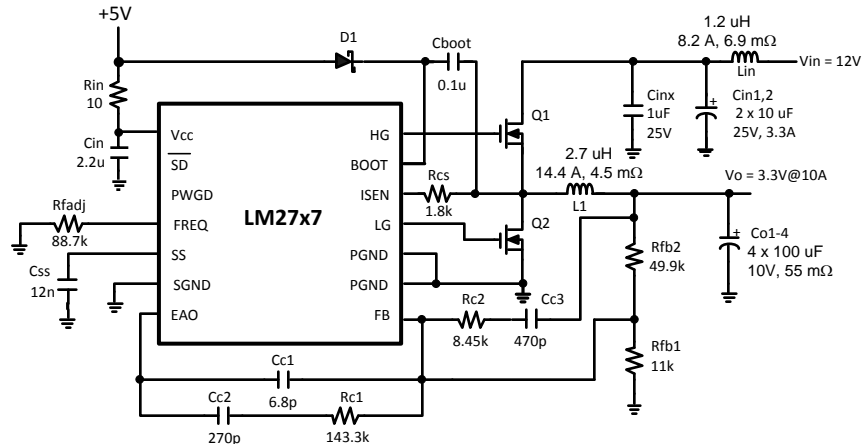 +5V
D1
Cboot
0.1u
1.2 uH
8.2 A, 6.9 mΩ
Lin
Vin = 12V
Rin
10
Cin
2.2u
Cinx
1uF
25V
+
Cin1,2
2 x 10 uF
25V, 3.3A
Q1
Vcc
SD
PWGD
FREQ
SS
SGND
EAO
LM27x7
HG
BOOT
ISEN
LG
PGND
PGND
FB
Rcs
1.8k
2.7 uH
14.4 A, 4.5 mΩ
L1
Vo = 3.3V@10A
Q2
Rfadj
88.7k
Css
12n
+
Co1-4
4 x 100 uF
10V, 55 mΩ
Rfb2
49.9k
Rc2
8.45k
Cc3
470p
Rfb1
11k
Cc1
6.8p
Cc2
270p
Rc1
143.3k